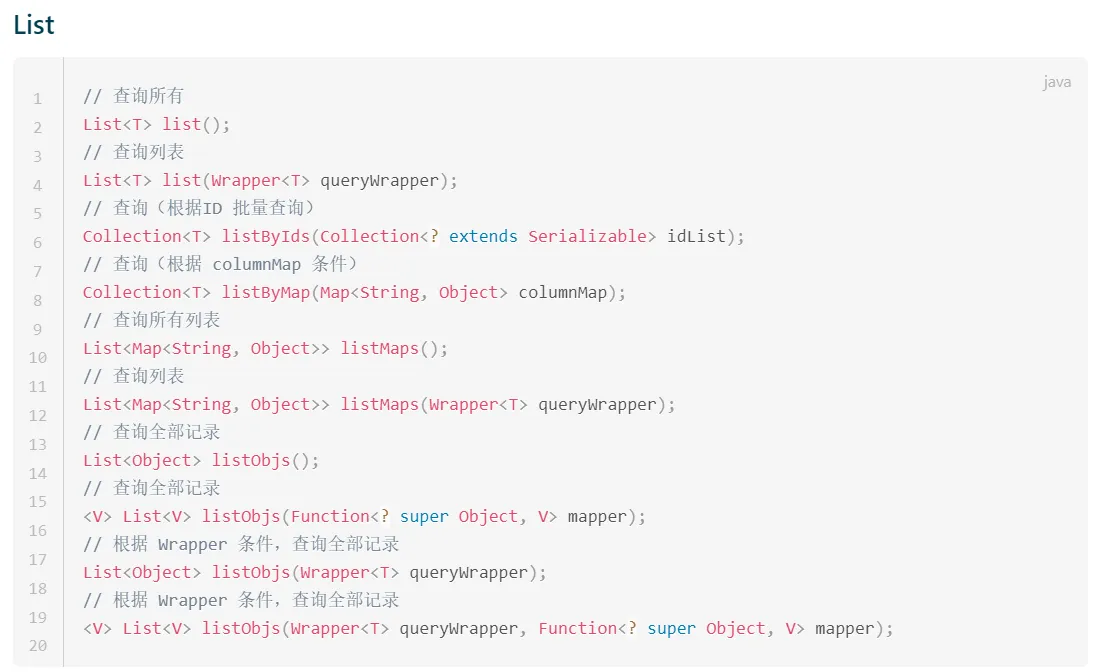 List
java
1 // 查询所有
2 List<T> list();
3 // 查询列表
4 List<T> list(Wrapper<T> queryWrapper);
5 // 查询（根据ID 批量查询）
6 Collection<T> listByIds(Collection<? extends Serializable> idList);
7 // 查询（根据 columnMap 条件）
8 Collection<T> listByMap(Map<String, Object> columnMap);
9 // 查询所有列表
10 List<Map<String, Object>> listMaps();
11 // 查询列表
12 List<Map<String, Object>> listMaps(Wrapper<T> queryWrapper);
13 // 查询全部记录
14 List<Object> listObjs();
15 // 查询全部记录
16 <V> List<V> listObjs(Function<? super Object, V> mapper);
17 // 根据 Wrapper 条件，查询全部记录
18 List<Object> listObjs(Wrapper<T> queryWrapper);
19 // 根据 Wrapper 条件，查询全部记录
20 <V> List<V> listObjs(Wrapper<T> queryWrapper, Function<? super Object, V> mapper);